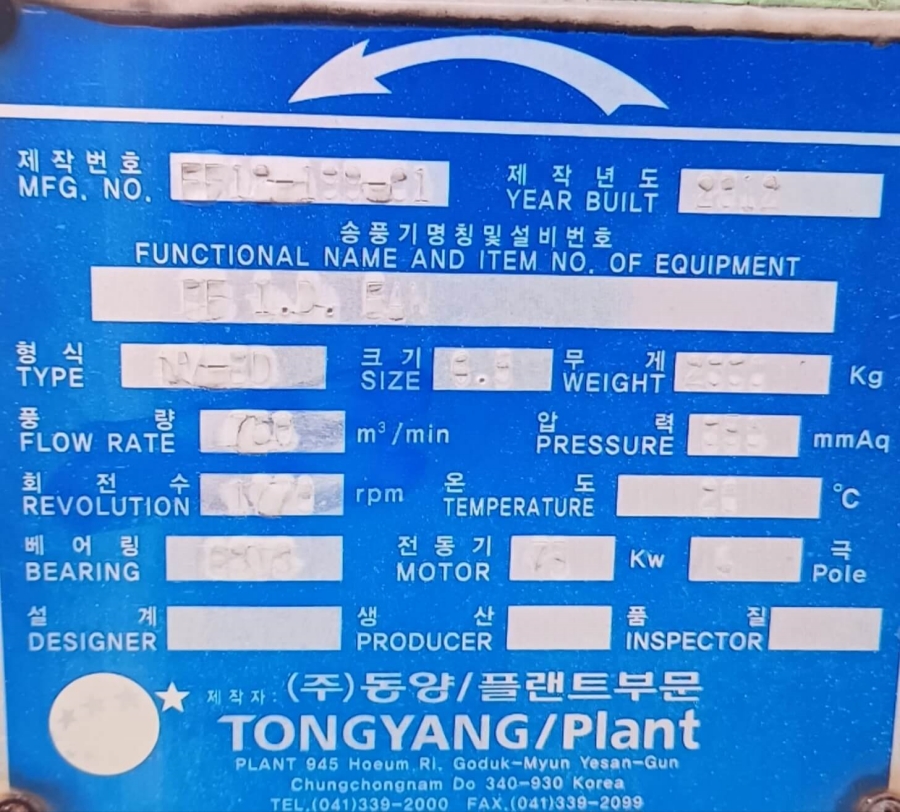 제작번호
MFG. NO.
제작년도
YEAR BUILT 2012
송풍기명칭및설비번호
FUNCTIONAL NAME AND ITEM NO. OF EQUIPMENT
I.D. FAN
형식
TYPE NV-BD
크기
SIZE
무게
WEIGHT Kg
풍량
FLOW RATE m³/min
압력
PRESSURE mmAq
회전수
REVOLUTION rpm
온도
TEMPERATURE °C
베어링
BEARING
전동기
MOTOR 75 Kw
극
Pole
설계
DESIGNER
생산
PRODUCER
품질
INSPECTOR
제작자: (주)동양/플랜트부문
TONGYANG/Plant
PLANT 945 Hoeum.Ri. Goduk-Myun Yesan-Gun
Chungchongnam Do 340-930 Korea
TEL.(041)339-2000 FAX.(041)339-2099